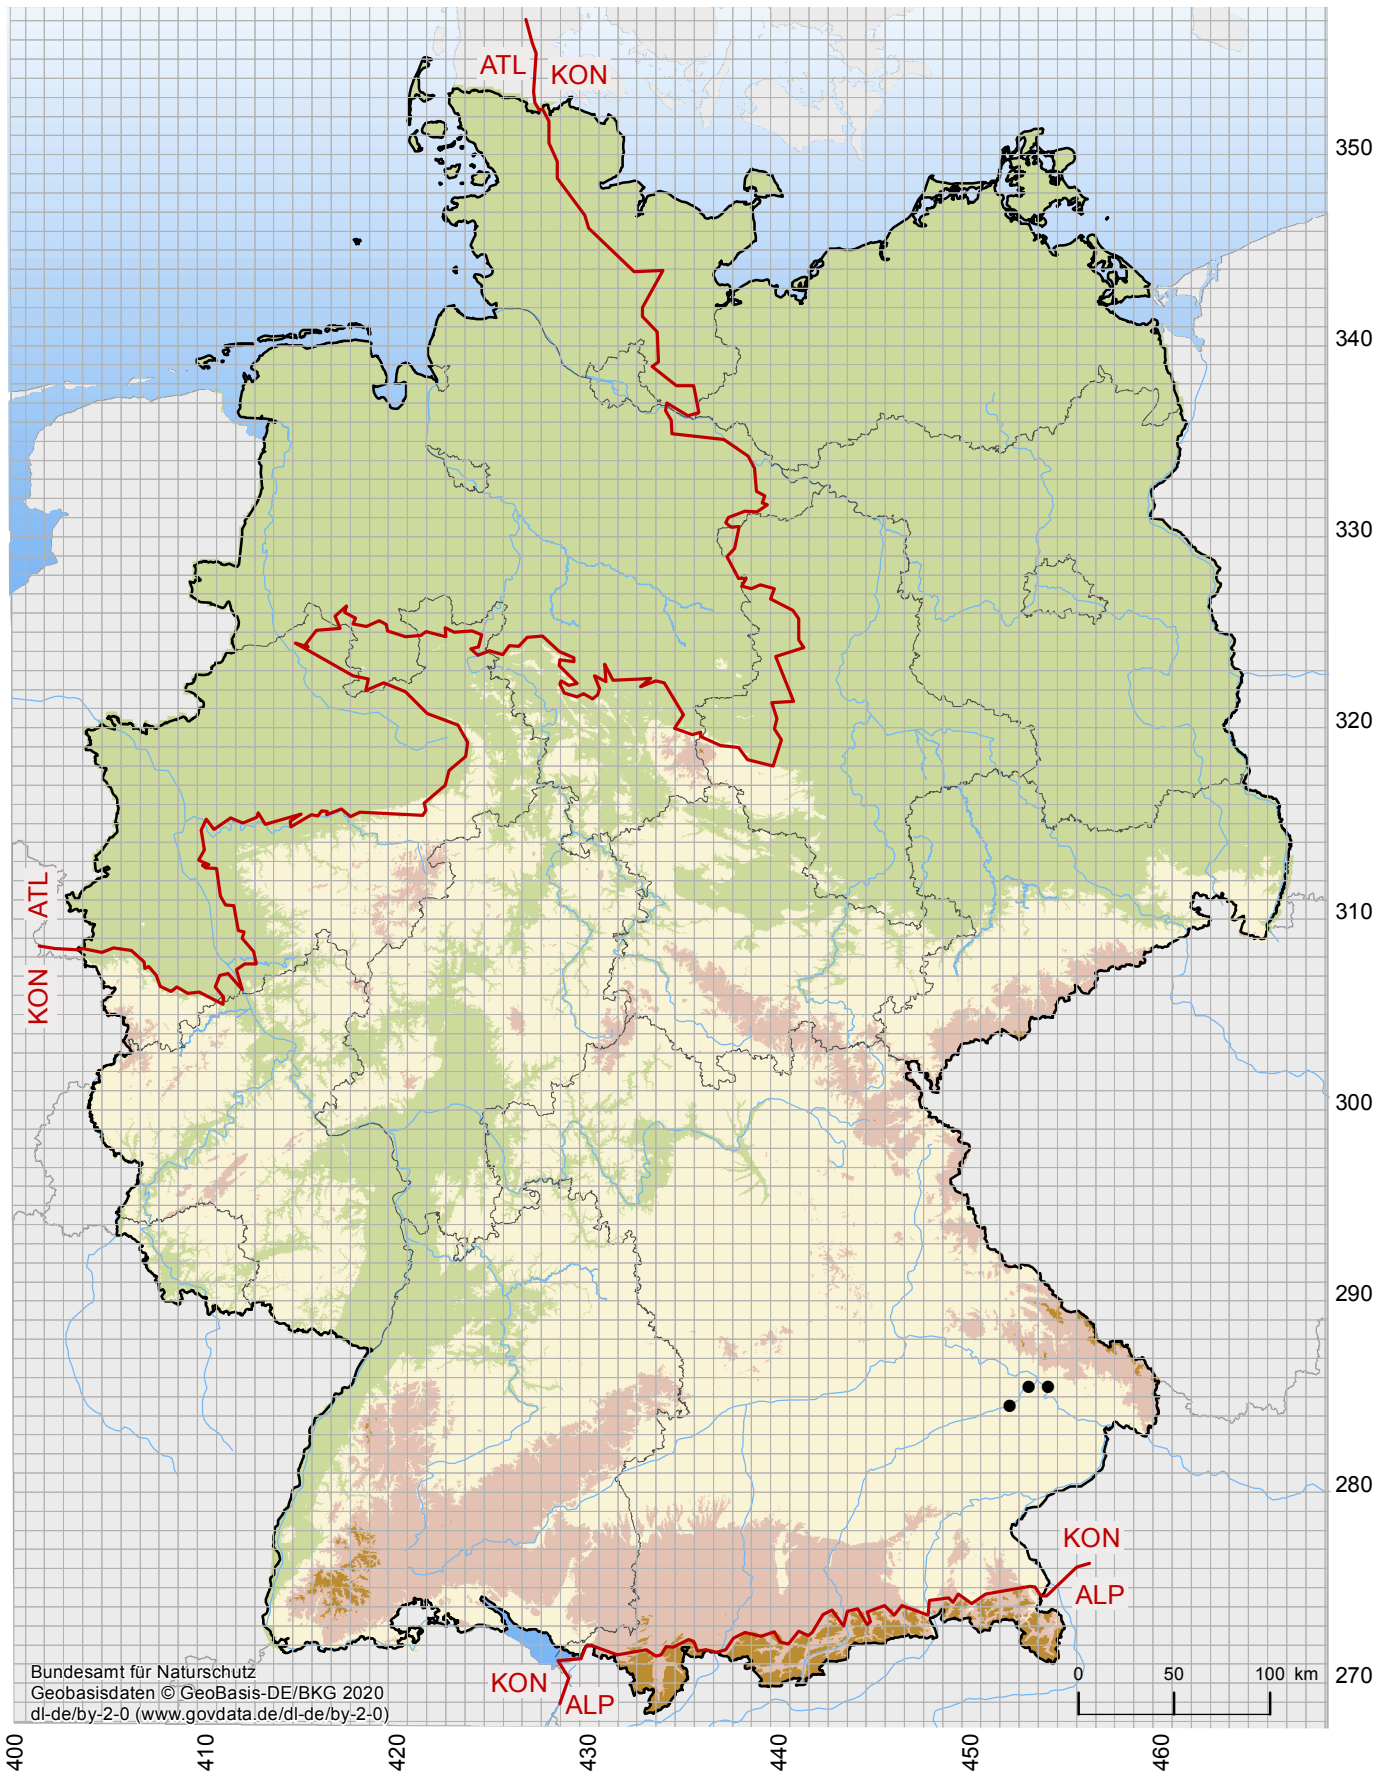 ATL
KON
350
340
330
320
ATL
310
KON
300
290
280
KON
ALP
Bundesamt für Naturschutz
Geobasisdaten © GeoBasis-DE/BKG 2020
dl-de/by-2-0 (www.govdata.de/dl-de/by-2-0)
KON
ALP
0 50 100 km
270
400 410 420 430 440 450 460